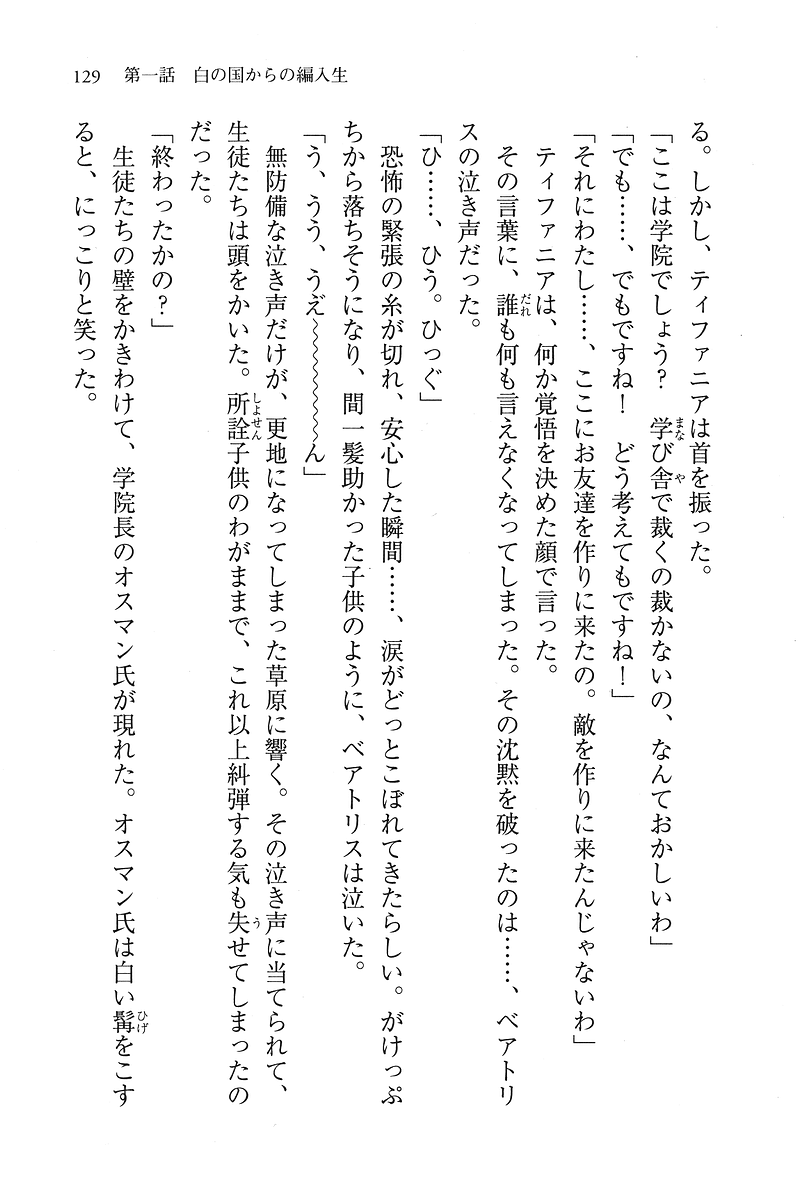 129　第一話　白の国からの編入生
る。しかし、ティファニアは首を振った。
「ここは学院でしょう？　学び舎で裁くの裁かないの、なんておかしいわ」
「でも……、でもですね！　どう考えてもですね！」
「それにわたし……、ここにお友達を作りに来たの。敵を作りに来たんじゃないわ」
　ティファニアは、何か覚悟を決めた顔で言った。
　その言葉に、誰も何も言えなくなってしまった。その沈黙を破ったのは……、ベアトリ
スの泣き声だった。
「ひ……、ひう。ひっぐ」
　恐怖の緊張の糸が切れ、安心した瞬間……、涙がどっとこぼれてきたらしい。がけっぷ
ちから落ちそうになり、間一髪助かった子供のように、ベアトリスは泣いた。
「う、うう、うえ゛〜〜〜〜〜〜〜ん」
　無防備な泣き声だけが、更地になってしまった草原に響く。その泣き声に当てられて、
生徒たちは頭をかいた。所詮子供のわがままで、これ以上糾弾する気も失せてしまったの
だった。
「終わったかの？」
　生徒たちの壁をかきわけて、学院長のオスマン氏が現れた。オスマン氏は白い髯をこす
ると、にっこりと笑った。